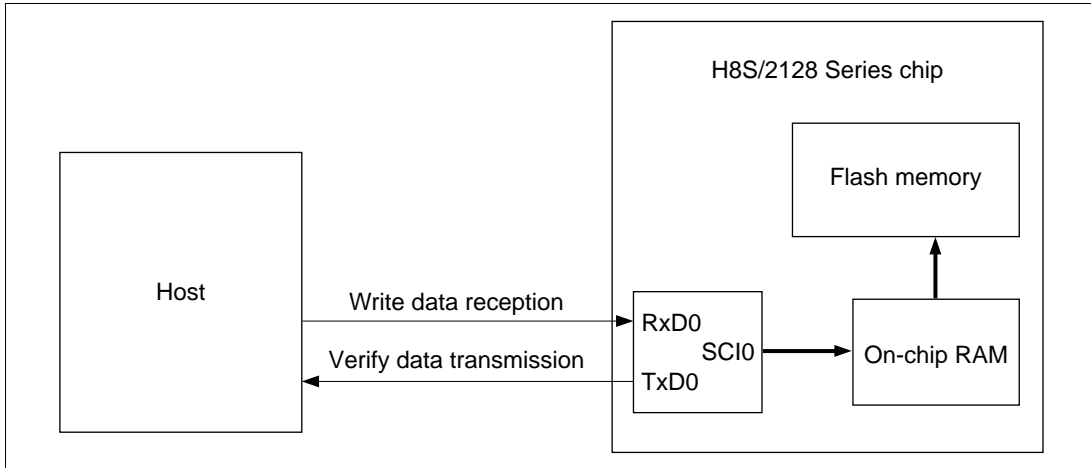 H8S/2128 Series chip
Flash memory
Host
Write data reception
RxD0
SCI0
On-chip RAM
Verify data transmission
TxD0